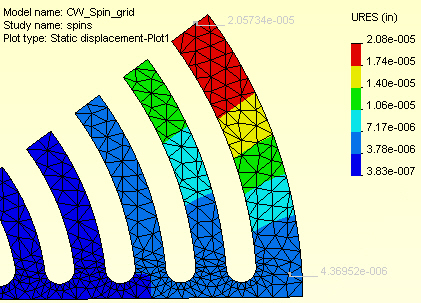 Model name: CW_Spin_grid
Study name: spins
Plot type: Static displacement-Plot1
2.05734e-005
URES (in)
2.08e-005
1.74e-005
1.40e-005
1.06e-005
7.17e-006
3.78e-006
3.83e-007
4.36952e-006